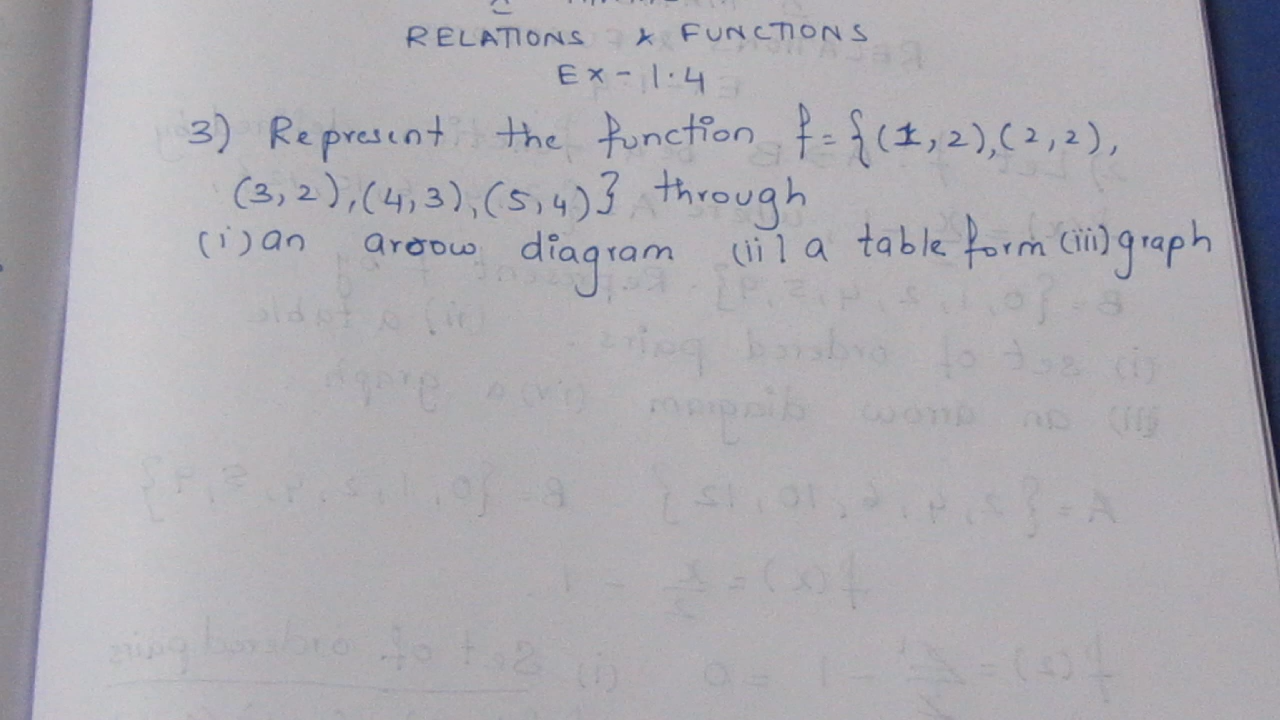 RELATIONS & FUNCTIONS
Ex - 1.4
3) Represent the function f = {(1,2),(2,2),
(3,2),(4,3),(5,4)} through
(i) an arrow diagram (ii) a table form (iii) graph